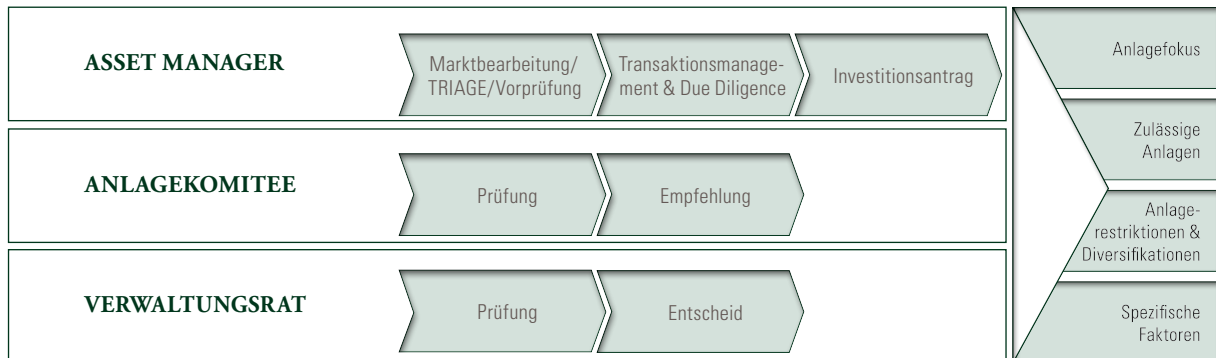 ASSET MANAGER
Marktbearbeitung/
TRIAGE/Vorprüfung
Transaktionsmanage-
ment & Due Diligence
Investitionsantrag
ANLAGEKOMITEE
Prüfung
Empfehlung
VERWALTUNGSRAT
Prüfung
Entscheid
Anlagefokus
Zulässige
Anlagen
Anlage-
restriktionen &
Diversifikationen
Spezifische
Faktoren